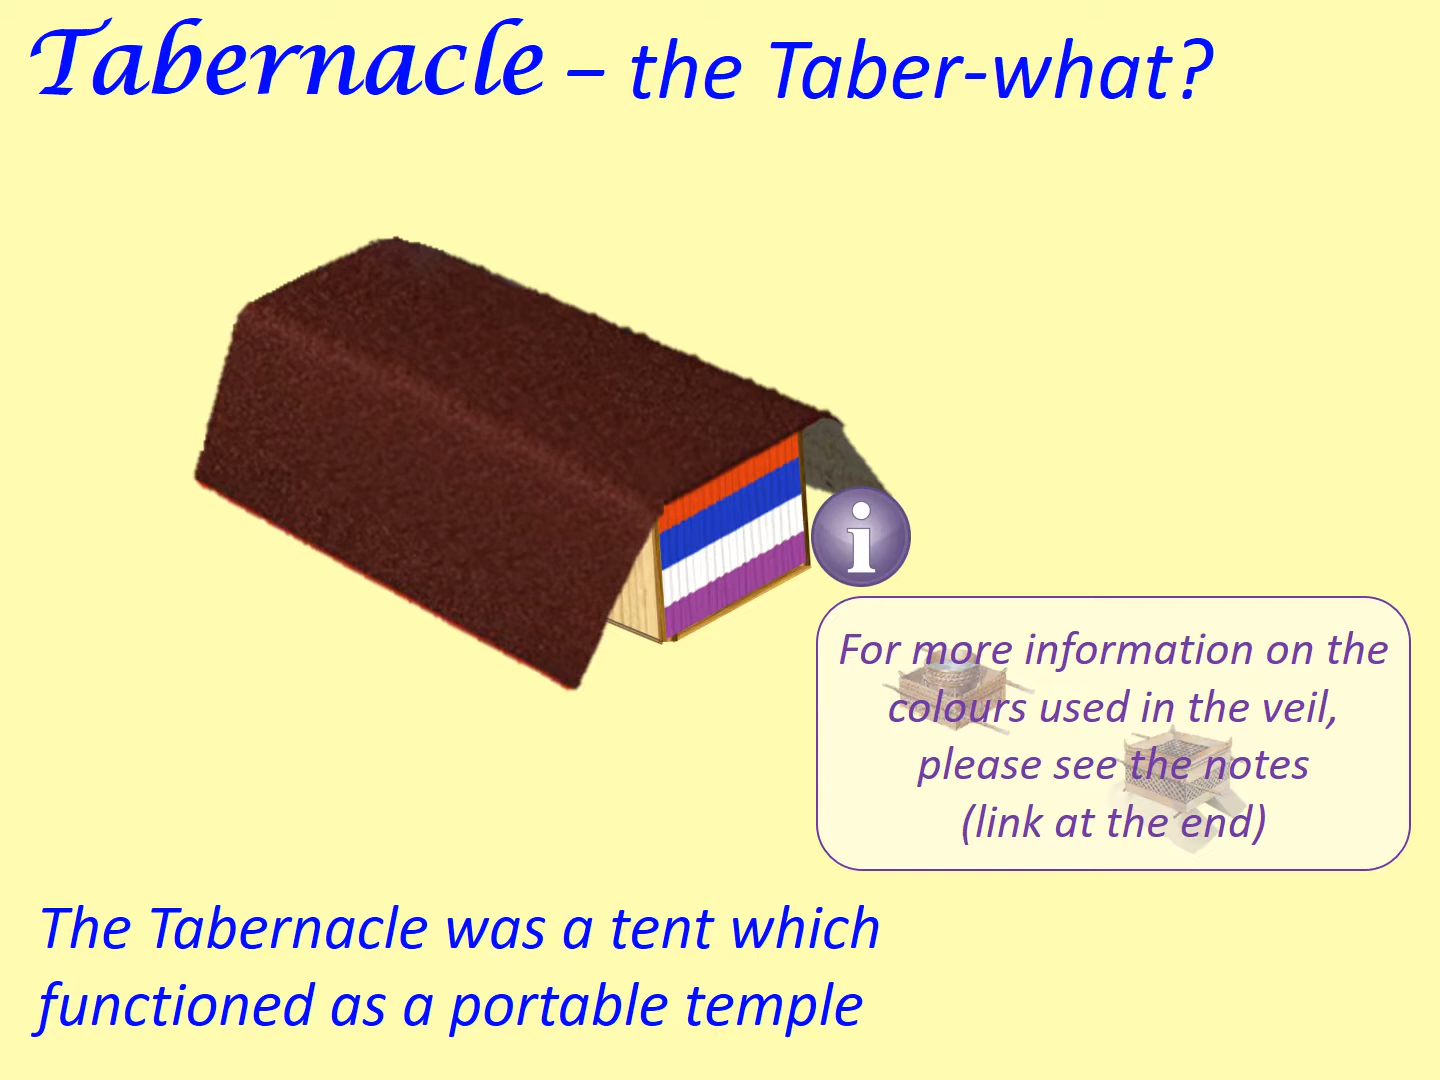 Tabernacle – the Taber-what?
i
For more information on the
colours used in the veil,
please see the notes
(link at the end)
The Tabernacle was a tent which
functioned as a portable temple